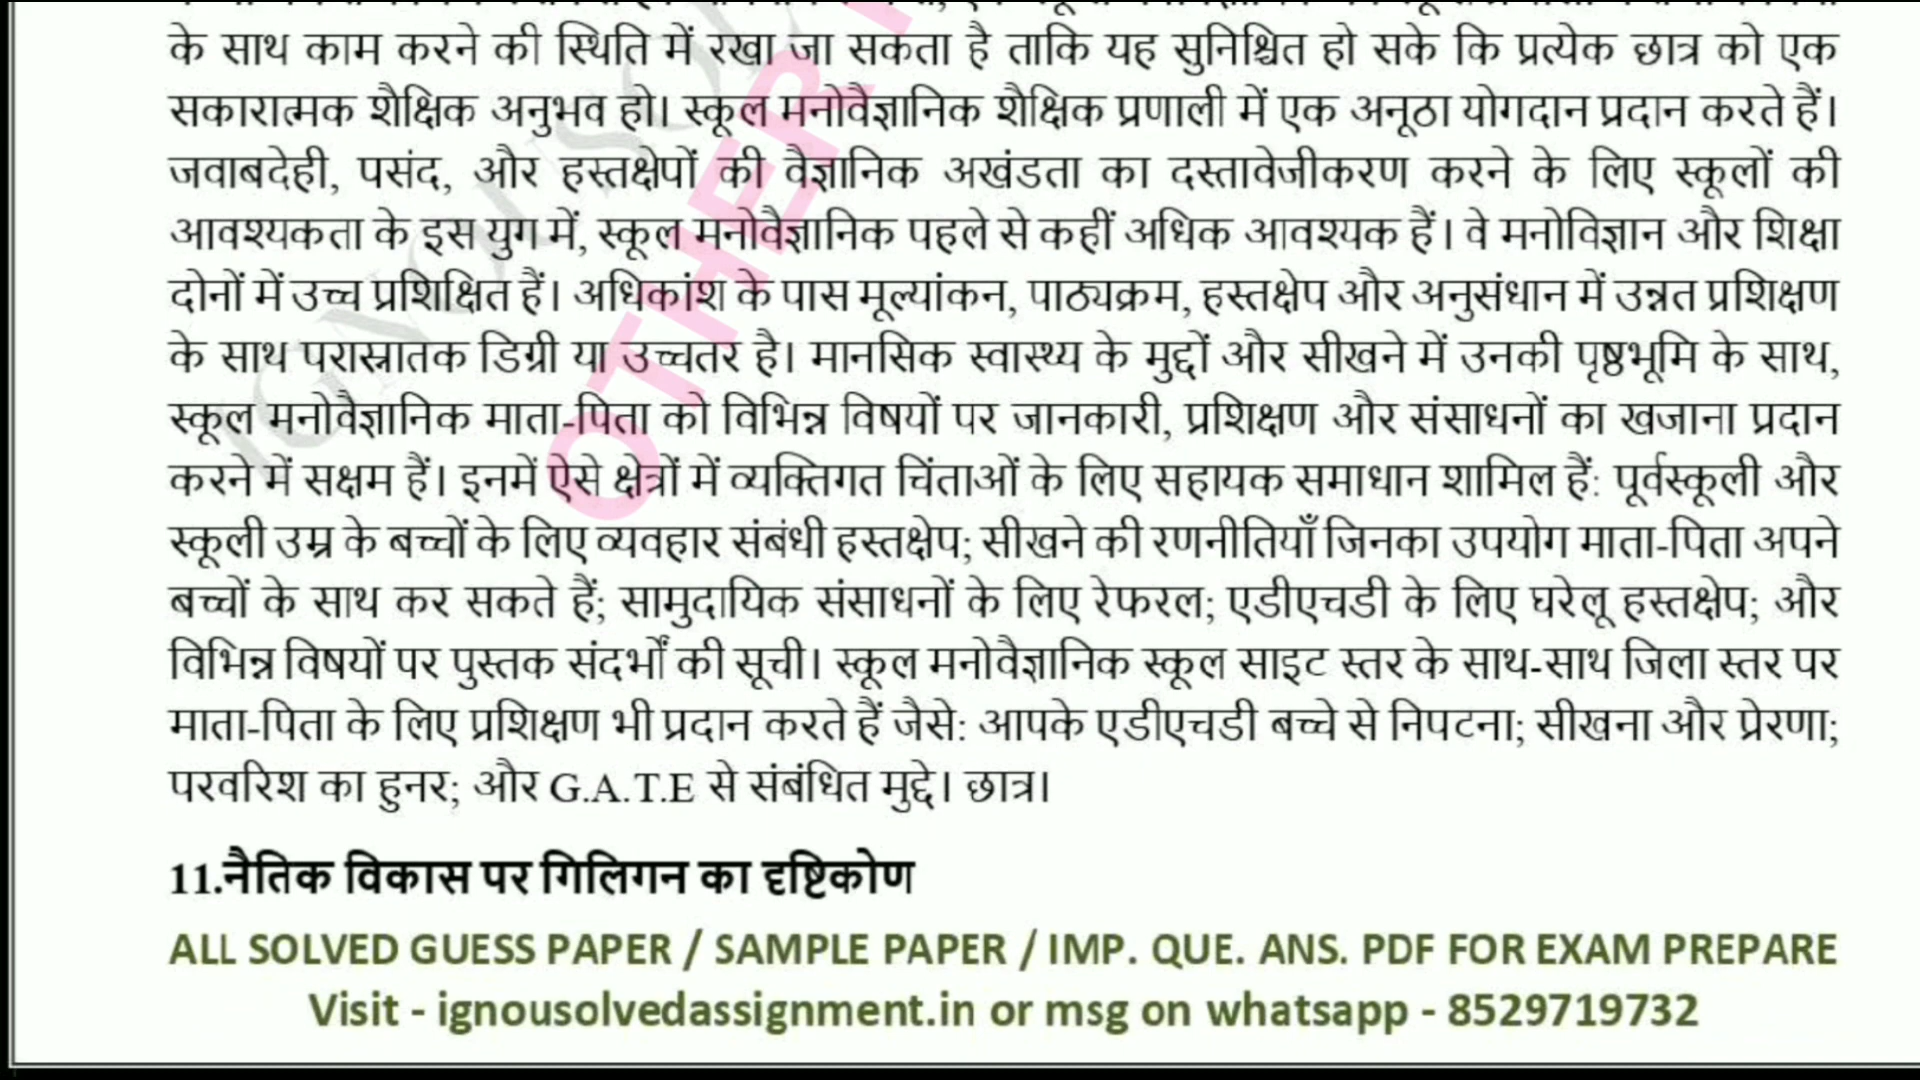 के साथ काम करने की स्थिति में रखा जा सकता है ताकि यह सुनिश्चित हो सके कि प्रत्येक छात्र को एक
सकारात्मक शैक्षिक अनुभव हो। स्कूल मनोवैज्ञानिक शैक्षिक प्रणाली में एक अनूठा योगदान प्रदान करते हैं।
जवाबदेही, पसंद, और हस्तक्षेपों की वैज्ञानिक अखंडता का दस्तावेजीकरण करने के लिए स्कूलों की
आवश्यकता के इस युग में, स्कूल मनोवैज्ञानिक पहले से कहीं अधिक आवश्यक हैं। वे मनोविज्ञान और शिक्षा
दोनों में उच्च प्रशिक्षित हैं। अधिकांश के पास मूल्यांकन, पाठ्यक्रम, हस्तक्षेप और अनुसंधान में उन्नत प्रशिक्षण
के साथ परास्नातक डिग्री या उच्चतर है। मानसिक स्वास्थ्य के मुद्दों और सीखने में उनकी पृष्ठभूमि के साथ,
स्कूल मनोवैज्ञानिक माता-पिता को विभिन्न विषयों पर जानकारी, प्रशिक्षण और संसाधनों का खजाना प्रदान
करने में सक्षम हैं। इनमें ऐसे क्षेत्रों में व्यक्तिगत चिंताओं के लिए सहायक समाधान शामिल हैं: पूर्वस्कूली और
स्कूली उम्र के बच्चों के लिए व्यवहार संबंधी हस्तक्षेप; सीखने की रणनीतियाँ जिनका उपयोग माता-पिता अपने
बच्चों के साथ कर सकते हैं; सामुदायिक संसाधनों के लिए रेफरल; एडीएचडी के लिए घरेलू हस्तक्षेप; और
विभिन्न विषयों पर पुस्तक संदर्भों की सूची। स्कूल मनोवैज्ञानिक स्कूल साइट स्तर के साथ-साथ जिला स्तर पर
माता-पिता के लिए प्रशिक्षण भी प्रदान करते हैं जैसे: आपके एडीएचडी बच्चे से निपटना; सीखना और प्रेरणा;
परवरिश का हुनर; और G.A.T.E से संबंधित मुद्दे। छात्र।
11.नैतिक विकास पर गिलिगन का दृष्टिकोण
ALL SOLVED GUESS PAPER / SAMPLE PAPER / IMP. QUE. ANS. PDF FOR EXAM PREPARE
Visit - ignousolvedassignment.in or msg on whatsapp - 8529719732
OTHER